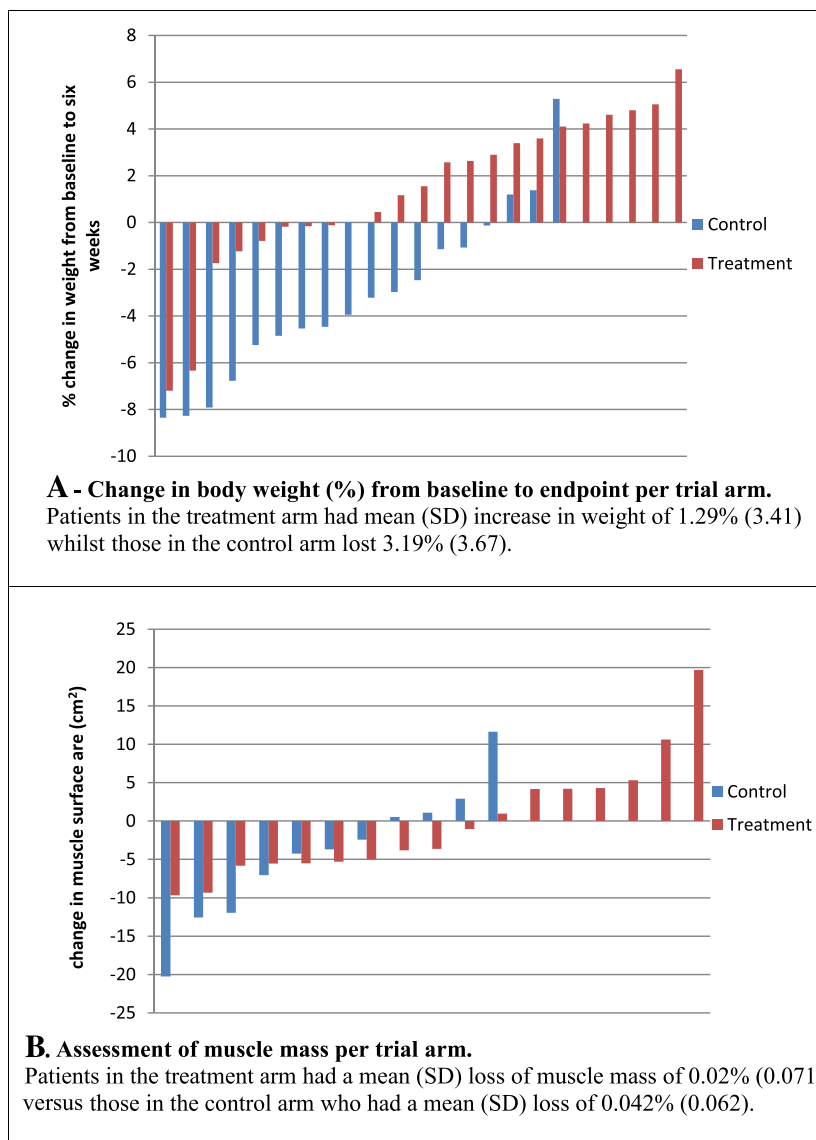 8
6
4
2
0
-2
-4
-6
-8
-10
% change in weight from baseline to six
weeks
Control
Treatment
A - Change in body weight (%) from baseline to endpoint per trial arm.
Patients in the treatment arm had mean (SD) increase in weight of 1.29% (3.41)
whilst those in the control arm lost 3.19% (3.67).
25
20
15
10
5
0
-5
-10
-15
-20
-25
change in muscle surface are (cm²)
Control
Treatment
B. Assessment of muscle mass per trial arm.
Patients in the treatment arm had a mean (SD) loss of muscle mass of 0.02% (0.071
versus those in the control arm who had a mean (SD) loss of 0.042% (0.062).